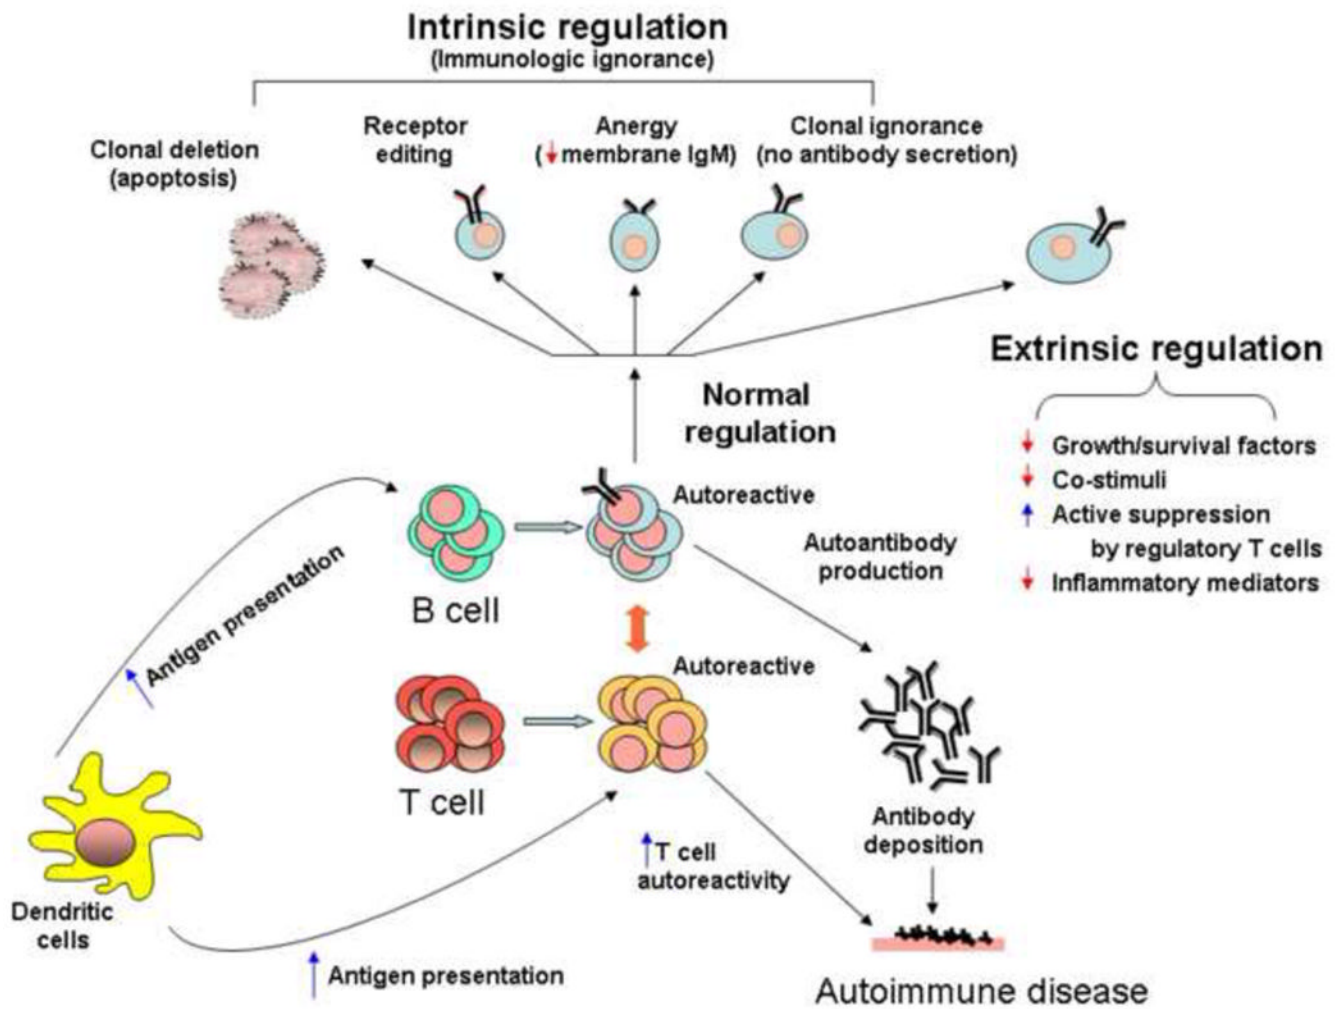 Intrinsic regulation
(Immunologic ignorance)
Clonal deletion
(apoptosis)
Receptor
editing
Anergy
(↓membrane IgM)
Clonal ignorance
(no antibody secretion)
Extrinsic regulation
↓ Growth/survival factors
↓ Co-stimuli
↑ Active suppression
by regulatory T cells
↓ Inflammatory mediators
Normal
regulation
Autoreactive
Autoantibody
production
↑ Antigen presentation
B cell
Autoreactive
T cell
↑T cell
autoreactivity
Antibody
deposition
Dendritic
cells
↑ Antigen presentation
Autoimmune disease